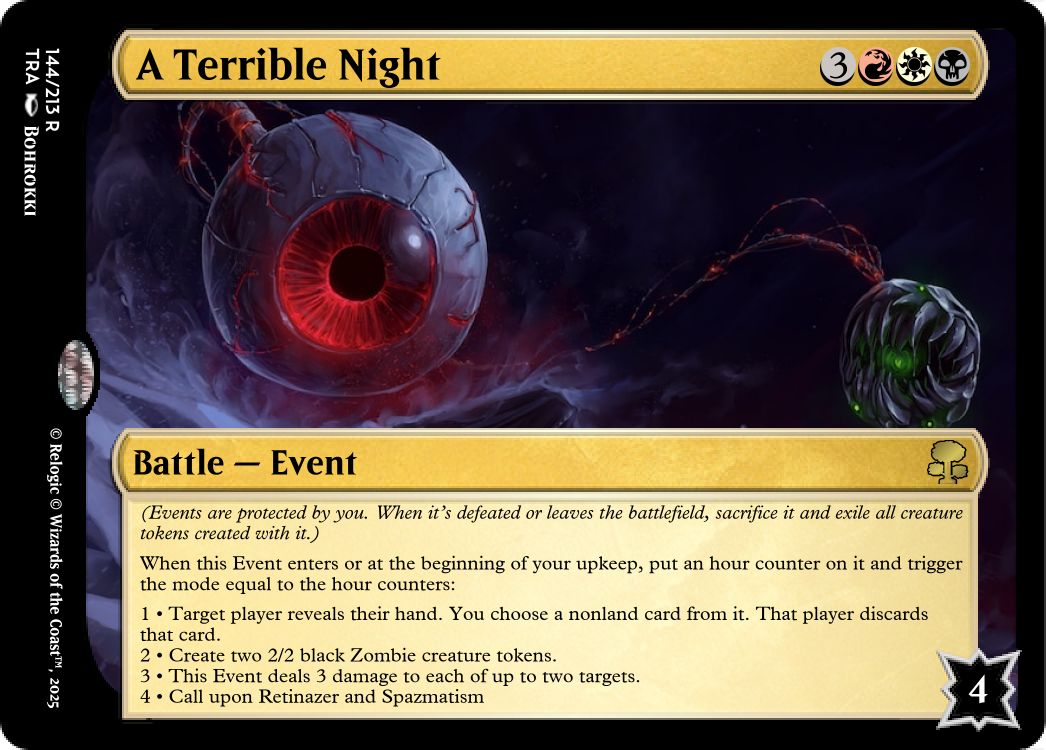 A Terrible Night
3
144/213 R
TRA BOHROKKI
Battle — Event
(Events are protected by you. When it's defeated or leaves the battlefield, sacrifice it and exile all creature
tokens created with it.)
When this Event enters or at the beginning of your upkeep, put an hour counter on it and trigger
the mode equal to the hour counters:
1 • Target player reveals their hand. You choose a nonland card from it. That player discards
that card.
2 • Create two 2/2 black Zombie creature tokens.
3 • This Event deals 3 damage to each of up to two targets.
4 • Call upon Retinazer and Spazmatism
4
© Relogic © Wizards of the Coast™, 2025